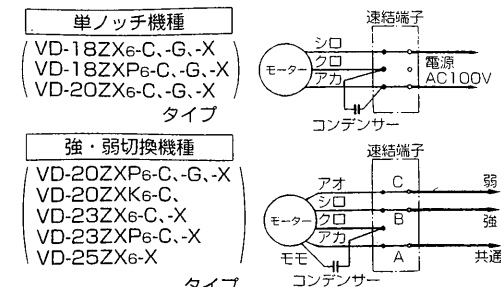 単ノッチ機種
VD-18ZX6-C、-G、-X
VD-18ZXP6-C、-G、-X
VD-20ZX6-C、-G、-X
タイプ
速結端子
シロ
クロ
アカ
モーター
電源
AC100V
コンデンサー
強・弱切換機種
VD-20ZXP6-C、-G、-X
VD-20ZXK6-C、
VD-23ZX6-C、-X
VD-23ZXP6-C、-X
VD-25ZX6-X
タイプ
速結端子
アオ
シロ
クロ
アカ
モモ
モーター
C
B
A
弱
強
共通
コンデンサー